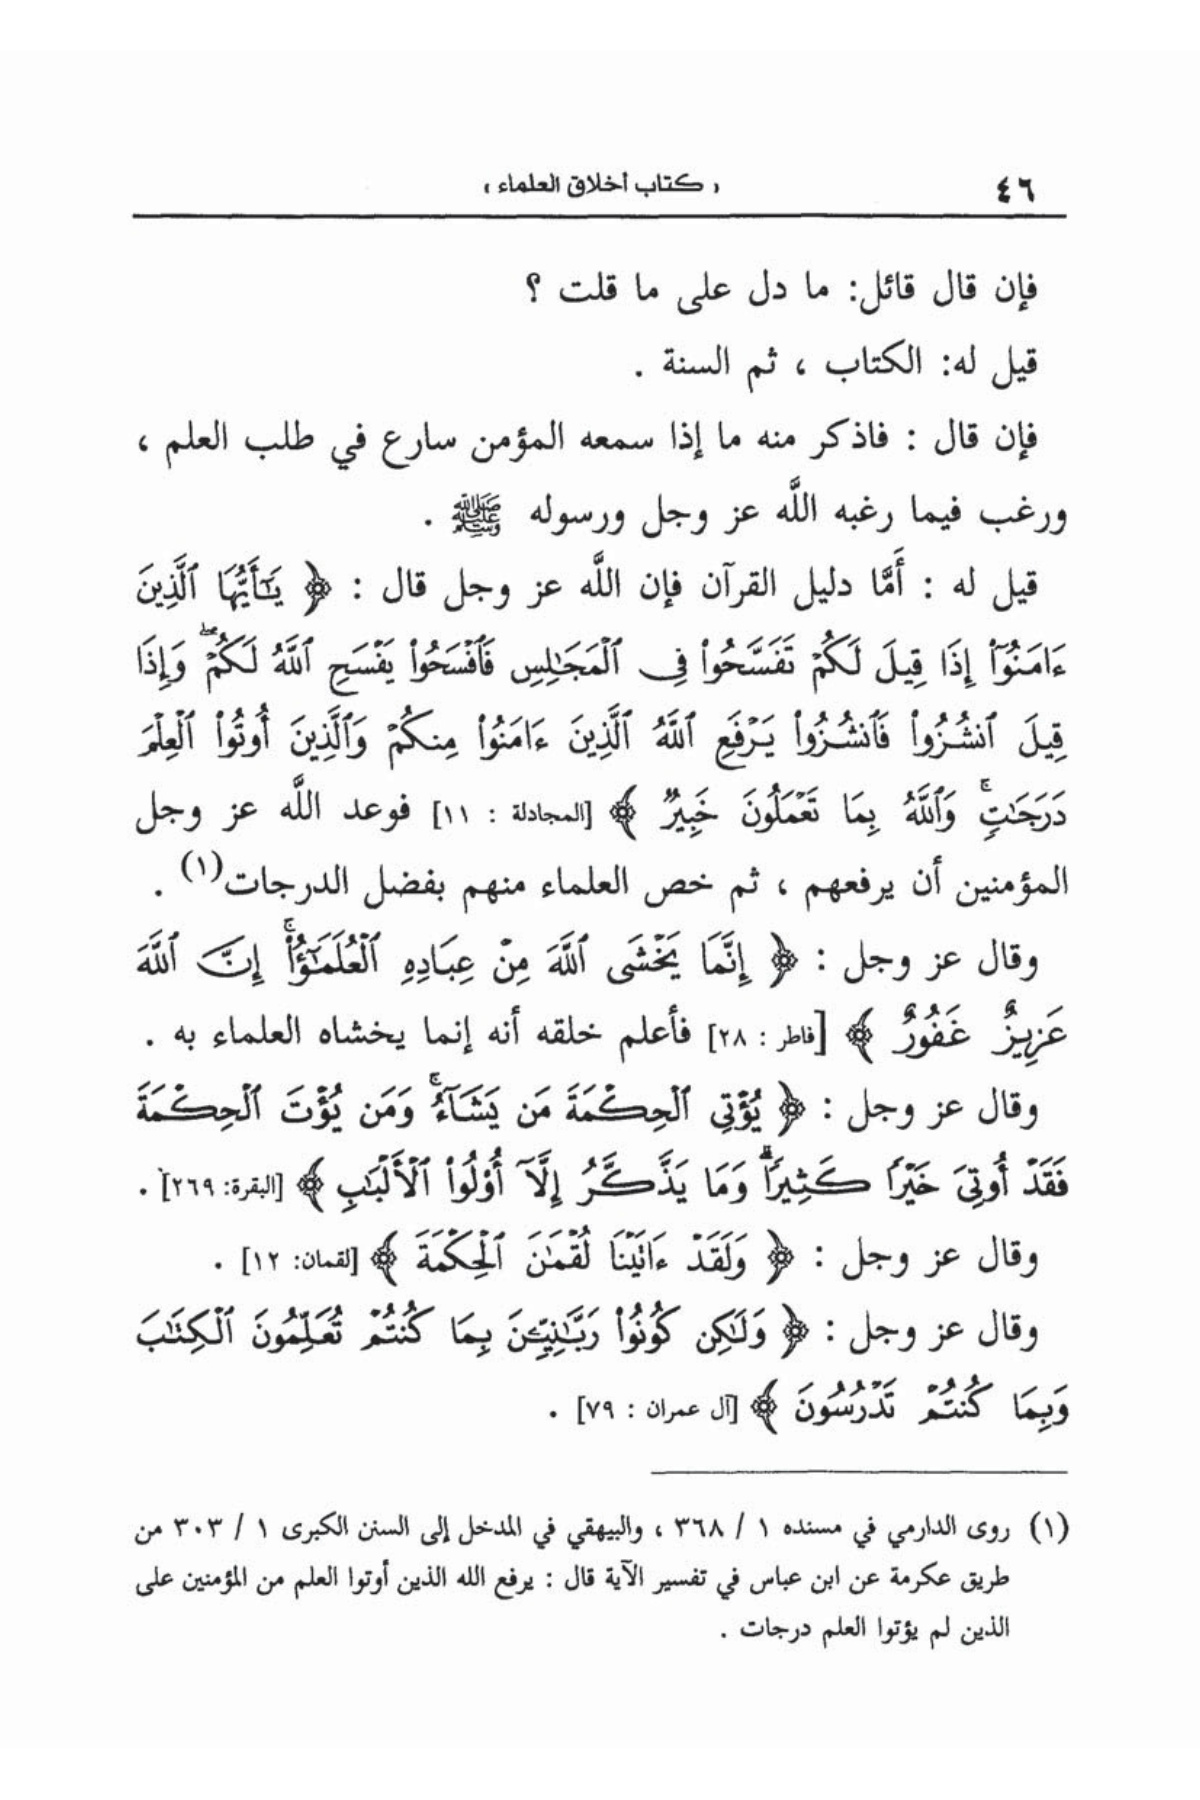 ٤٦
« كتاب أخلاق العلماء »
فإن قال قائل: ما دل على ما قلت ؟
قيل له: الكتاب ، ثم السنة .
فإن قال : فاذكر منه ما إذا سمعه المؤمن سارع في طلب العلم ،
ورغب فيما رغبه اللَّه عز وجل ورسوله ﷺ .
قيل له : أَمَّا دليل القرآن فإن اللَّه عز وجل قال : ﴿ يَـٰٓأَيُّهَا ٱلَّذِينَ
ءَامَنُوٓا۟ إِذَا قِيلَ لَكُمْ تَفَسَّحُوا۟ فِى ٱلْمَجَـٰلِسِ فَٱفْسَحُوا۟ يَفْسَحِ ٱللَّهُ لَكُمْ ۖ وَإِذَا
قِيلَ ٱنشُزُوا۟ فَٱنشُزُوا۟ يَرْفَعِ ٱللَّهُ ٱلَّذِينَ ءَامَنُوا۟ مِنكُمْ وَٱلَّذِينَ أُوتُوا۟ ٱلْعِلْمَ
دَرَجَـٰتٍ ۚ وَٱللَّهُ بِمَا تَعْمَلُونَ خَبِيرٌ ﴾ [المجادلة : ١١] فوعد اللَّه عز وجل
المؤمنين أن يرفعهم ، ثم خص العلماء منهم بفضل الدرجات(١) .
وقال عز وجل : ﴿ إِنَّمَا يَخْشَى ٱللَّهَ مِنْ عِبَادِهِ ٱلْعُلَمَـٰٓؤُا۟ ۗ إِنَّ ٱللَّهَ
عَزِيزٌ غَفُورٌ ﴾ [فاطر : ٢٨] فأعلم خلقه أنه إنما يخشاه العلماء به .
وقال عز وجل : ﴿ يُؤْتِى ٱلْحِكْمَةَ مَن يَشَآءُ ۚ وَمَن يُؤْتَ ٱلْحِكْمَةَ
فَقَدْ أُوتِىَ خَيْرًا كَثِيرًا ۗ وَمَا يَذَّكَّرُ إِلَّآ أُو۟لُوا۟ ٱلْأَلْبَـٰبِ ﴾ [البقرة: ٢٦٩] .
وقال عز وجل : ﴿ وَلَقَدْ ءَاتَيْنَا لُقْمَـٰنَ ٱلْحِكْمَةَ ﴾ [لقمان: ١٢] .
وقال عز وجل : ﴿ وَلَـٰكِن كُونُوا۟ رَبَّـٰنِيِّـۧنَ بِمَا كُنتُمْ تُعَلِّمُونَ ٱلْكِتَـٰبَ
وَبِمَا كُنتُمْ تَدْرُسُونَ ﴾ [آل عمران : ٧٩] .
(١) روى الدارمي في مسنده ١ / ٣٦٨ ، والبيهقي في المدخل إلى السنن الكبرى ١ / ٣٠٣ من
طريق عكرمة عن ابن عباس في تفسير الآية قال : يرفع الله الذين أوتوا العلم من المؤمنين على
الذين لم يؤتوا العلم درجات .